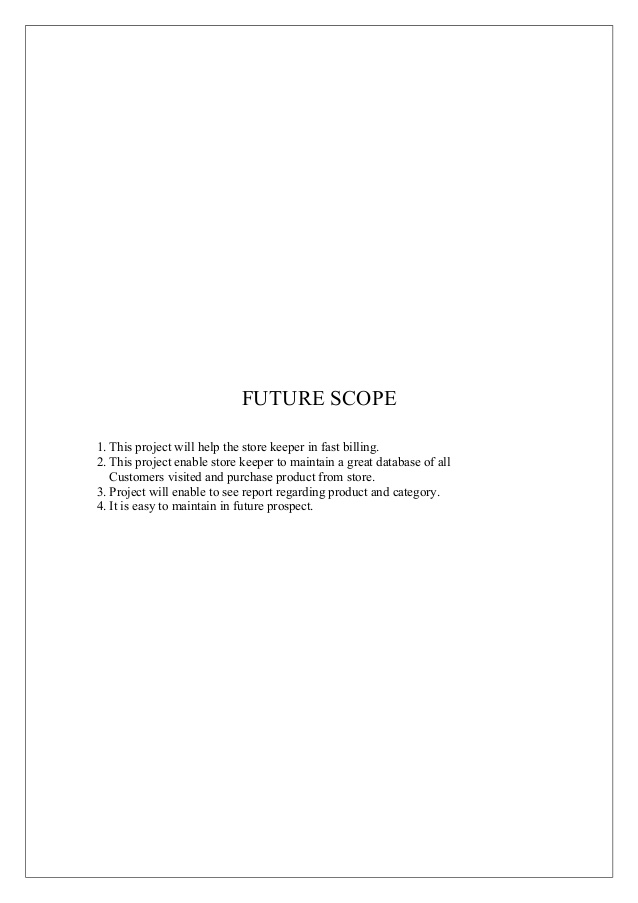 FUTURE SCOPE
1. This project will help the store keeper in fast billing.
2. This project enable store keeper to maintain a great database of all
Customers visited and purchase product from store.
3. Project will enable to see report regarding product and category.
4. It is easy to maintain in future prospect.